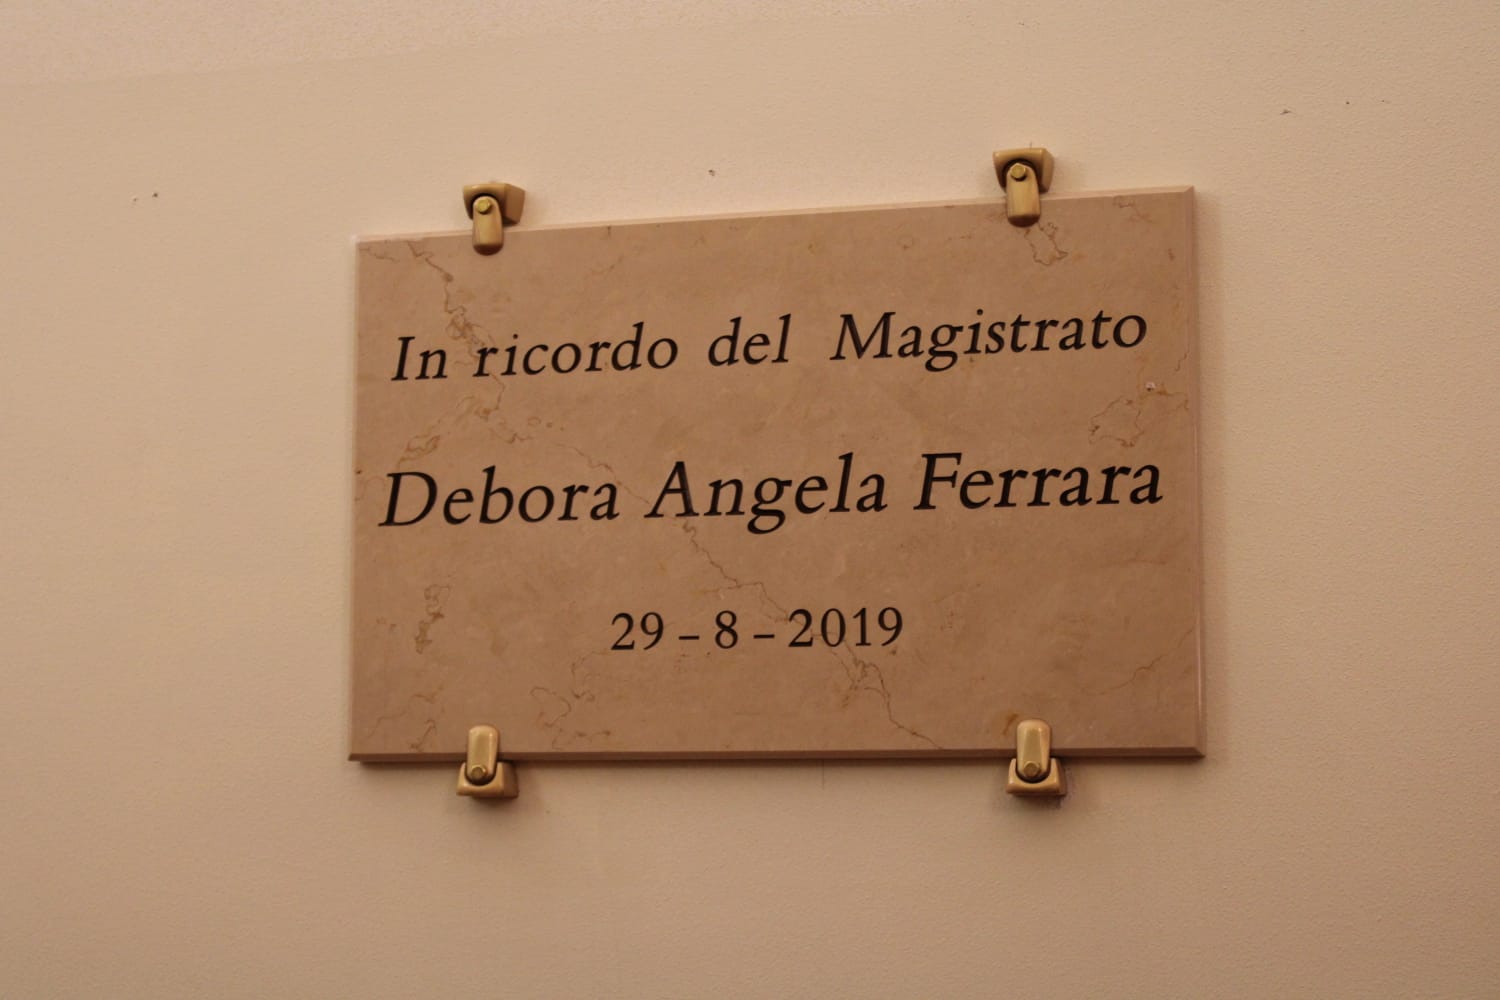 In ricordo del Magistrato
Debora Angela Ferrara
29-8-2019